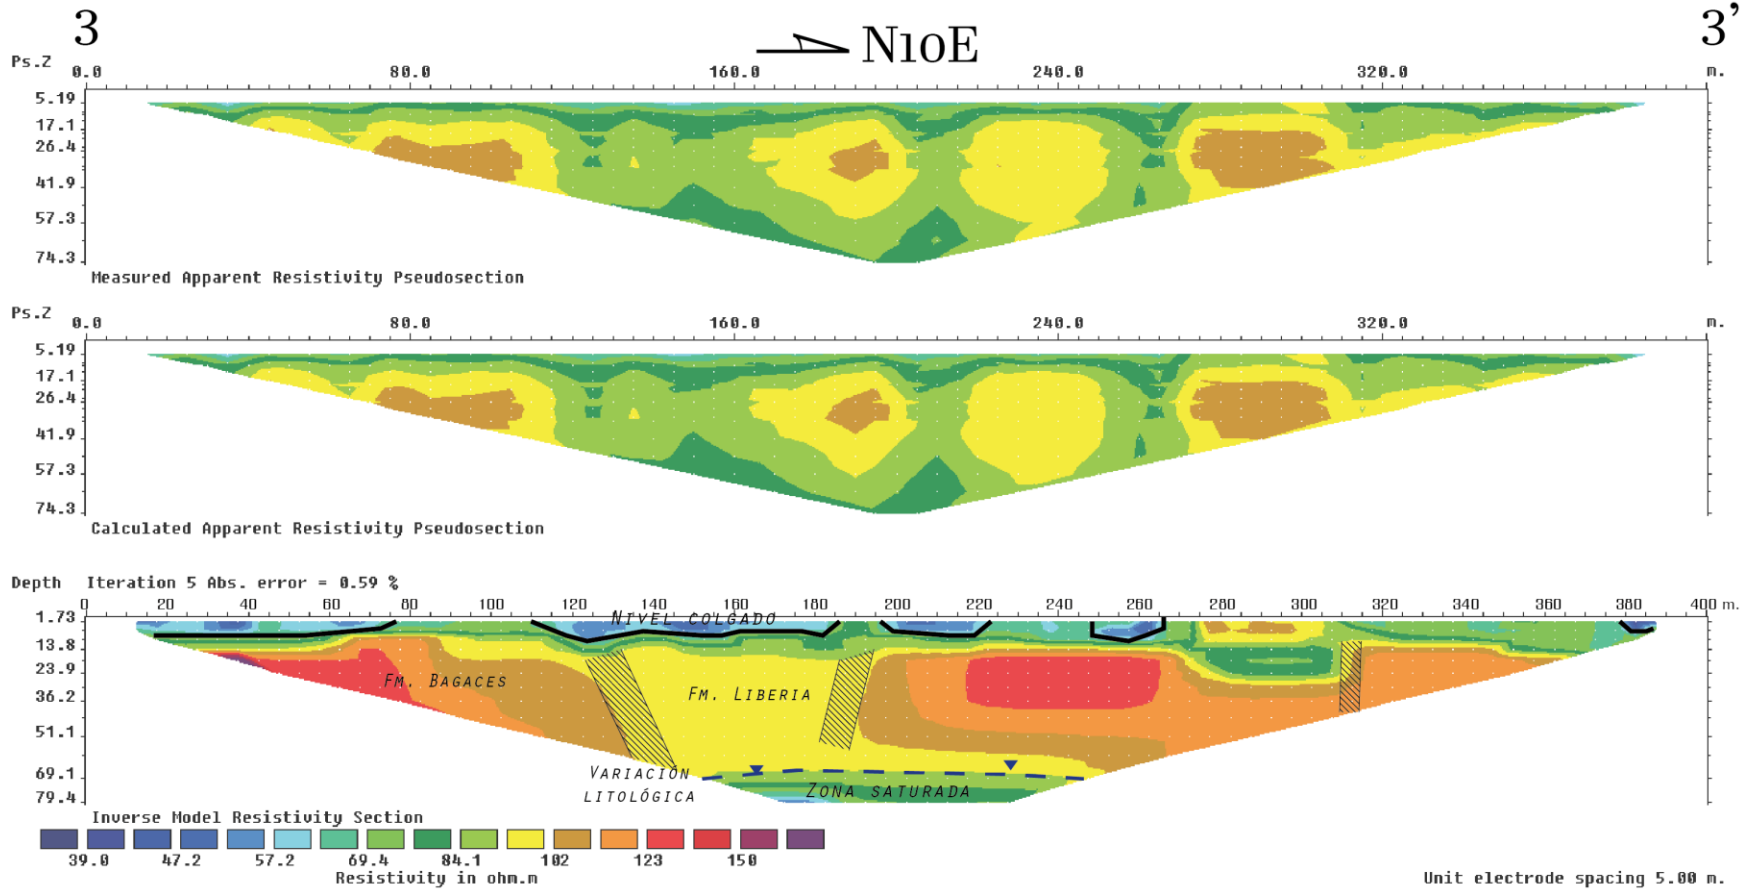 3
N10E
3'
Ps.Z
0.0 80.0 160.0 240.0 320.0 m.
5.19
17.1
26.4
41.9
57.3
74.3
Measured Apparent Resistivity Pseudosection
Ps.Z
0.0 80.0 160.0 240.0 320.0 m.
5.19
17.1
26.4
41.9
57.3
74.3
Calculated Apparent Resistivity Pseudosection
Depth Iteration 5 Abs. error = 0.59 %
0 20 40 60 80 100 120 140 160 180 200 220 240 260 280 300 320 340 360 380 400 m.
1.73
NIVEL COLGADO
13.8
23.9
FM. BAGACES
FM. LIBERIA
36.2
51.1
69.1
VARIACIÓN
LITOLÓGICA
ZONA SATURADA
79.4
Inverse Model Resistivity Section
39.0 47.2 57.2 69.4 84.1 102 123 150
Resistivity in ohm.m
Unit electrode spacing 5.00 m.